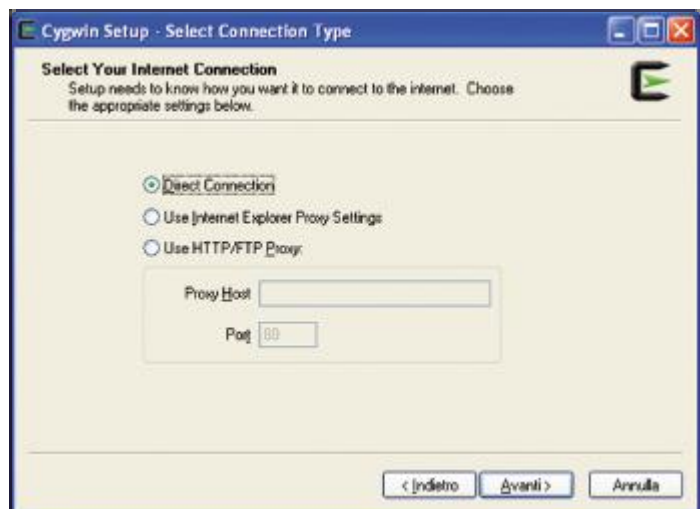 Cygwin Setup - Select Connection Type
Select Your Internet Connection
Setup needs to know how you want it to connect to the internet. Choose
the appropriate settings below.
Direct Connection
Use Internet Explorer Proxy Settings
Use HTTP/FTP Proxy:
Proxy Host
Port 80
< Indietro Avanti > Annulla